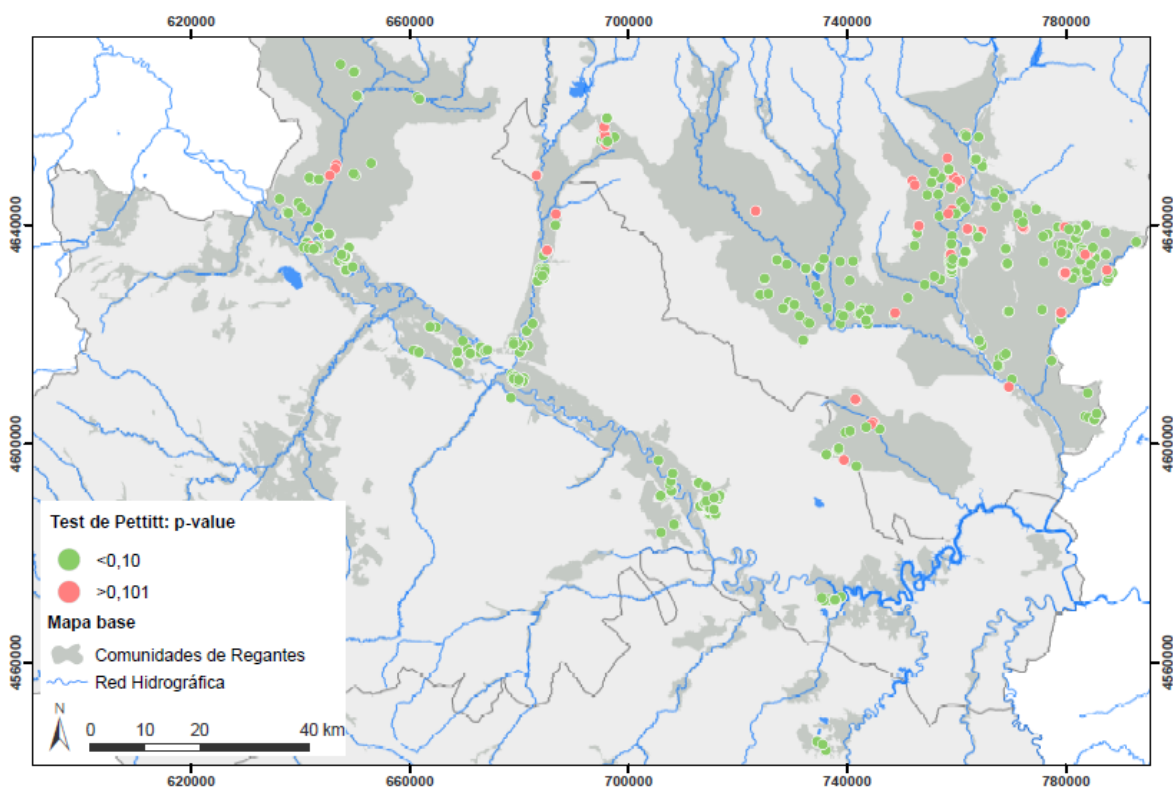 620000 660000 700000 740000 780000
4640000 4640000
4600000 4600000
Test de Pettitt: p-value
<0,10
>0,101
Mapa base
Comunidades de Regantes
Red Hidrográfica
4560000 4560000
N
0 10 20 40 km
620000 660000 700000 740000 780000